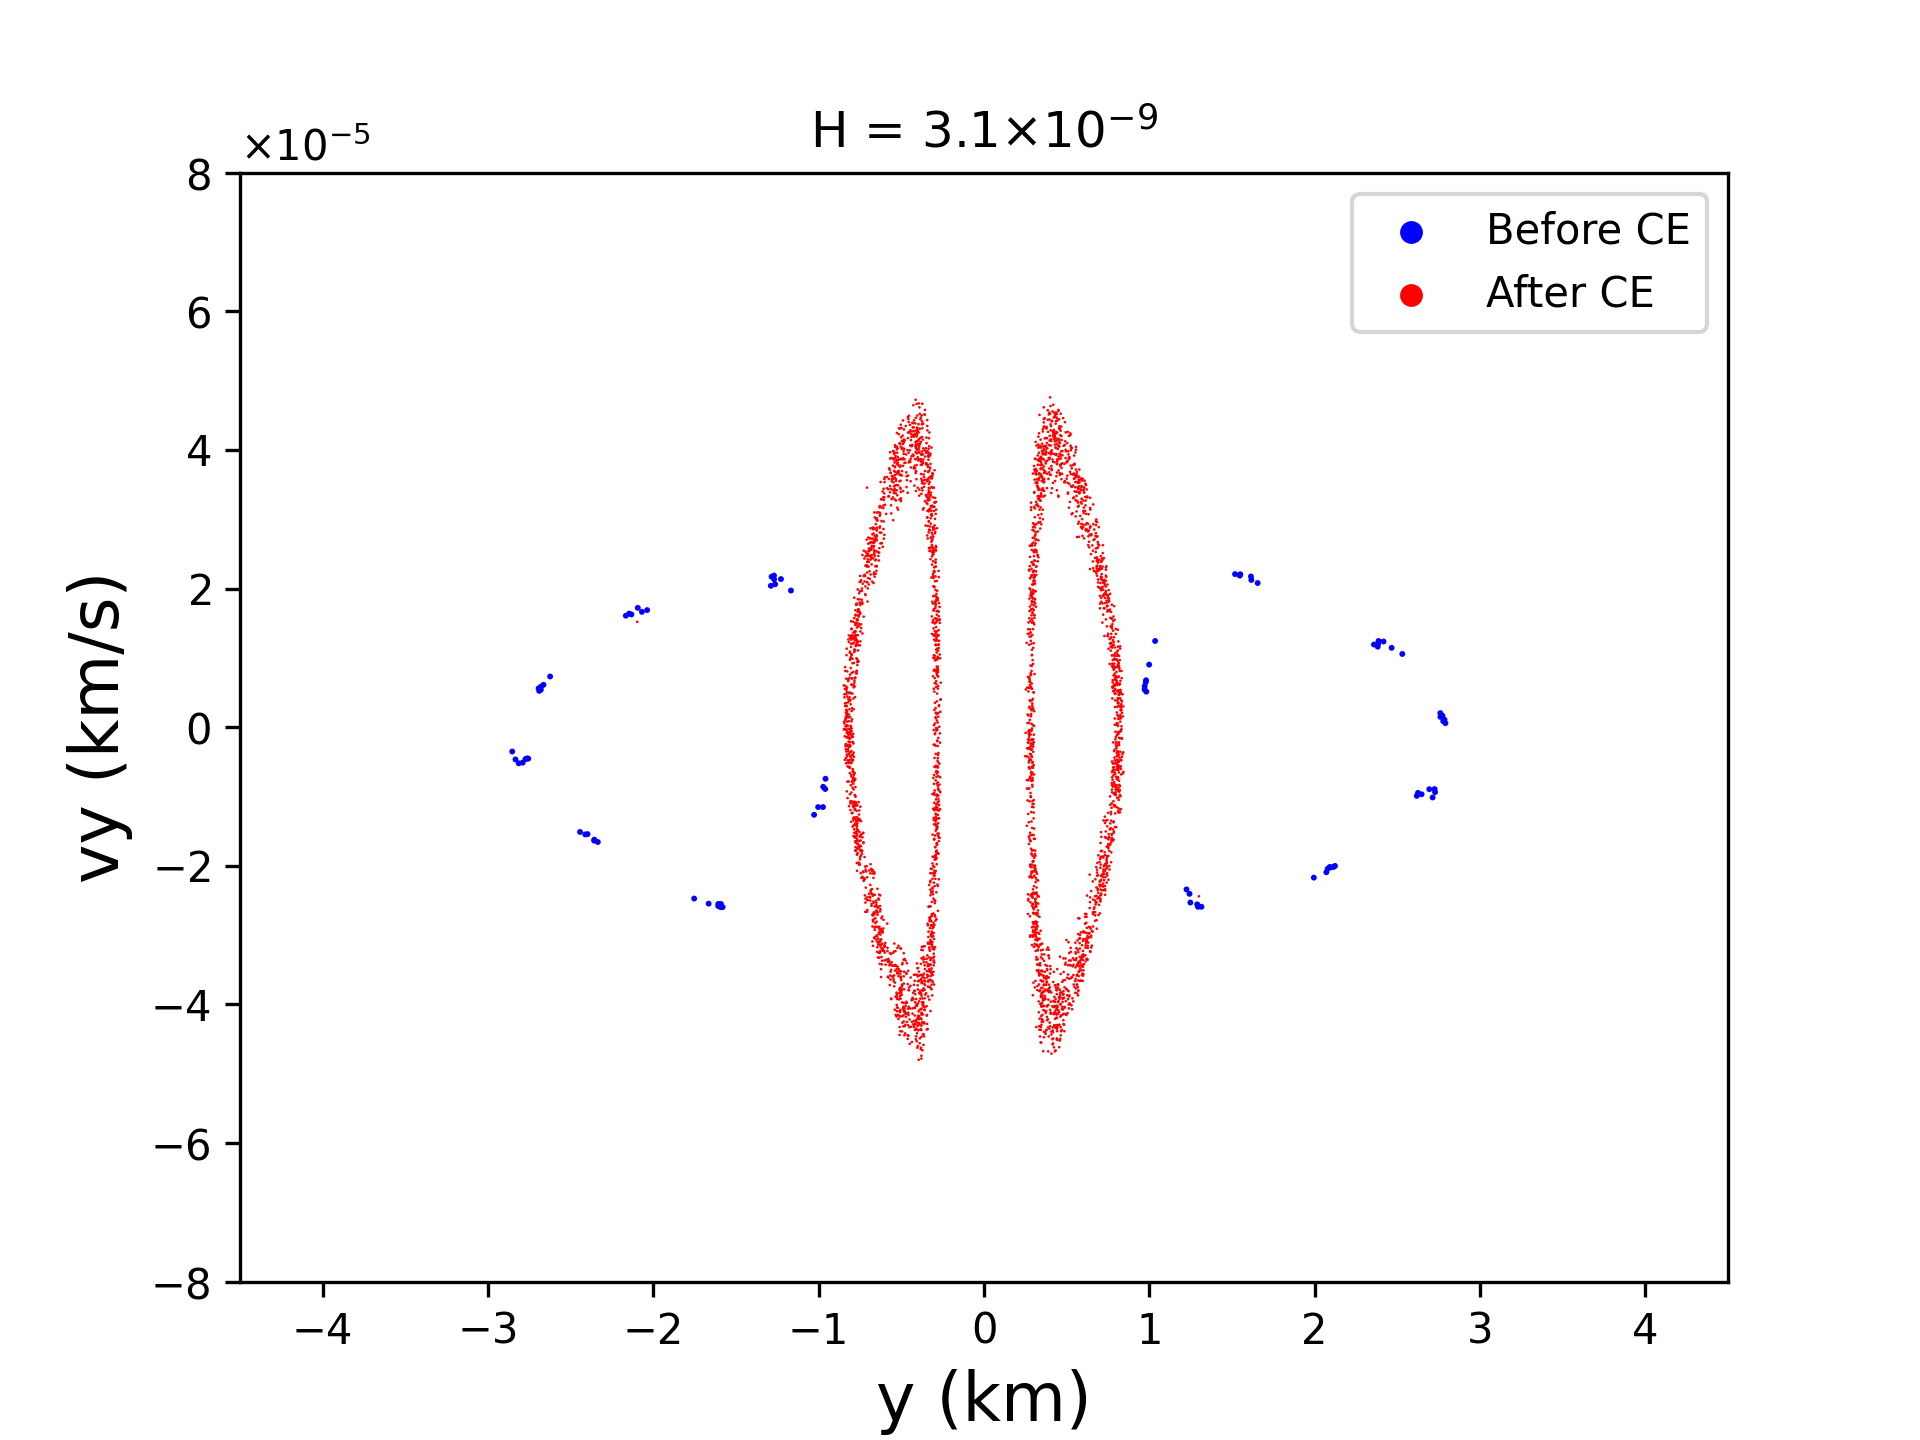 H = 3.1×10⁻⁹
×10⁻⁵
8
6
4
2
0
−2
−4
−6
−8
vy (km/s)
Before CE
After CE
−4 −3 −2 −1 0 1 2 3 4
y (km)